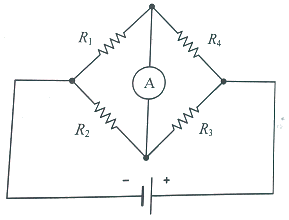 R1 R4
A
R2 R3
- +